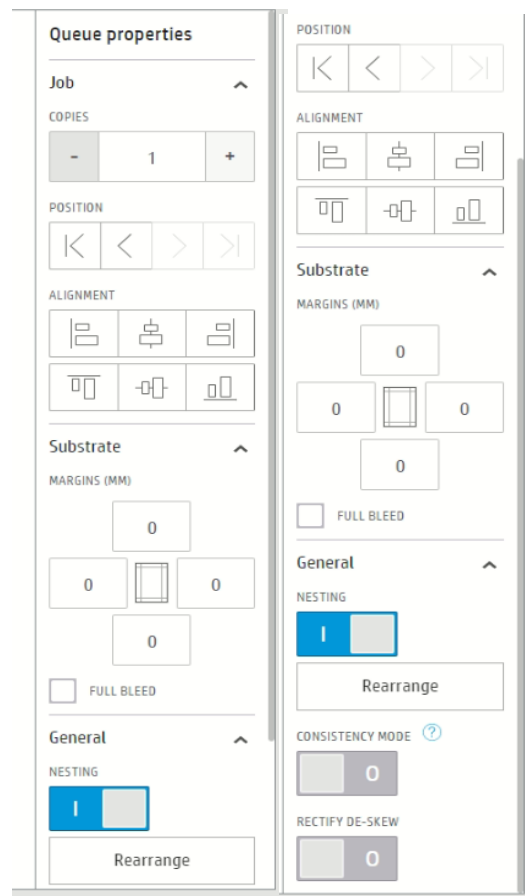 Queue properties
Job
COPIES
- 1 +
POSITION
ALIGNMENT
Substrate
MARGINS (MM)
0
0 0
0
FULL BLEED
General
NESTING
I
Rearrange
POSITION
ALIGNMENT
Substrate
MARGINS (MM)
0
0 0
0
FULL BLEED
General
NESTING
I
Rearrange
CONSISTENCY MODE ?
O
RECTIFY DE-SKEW
O